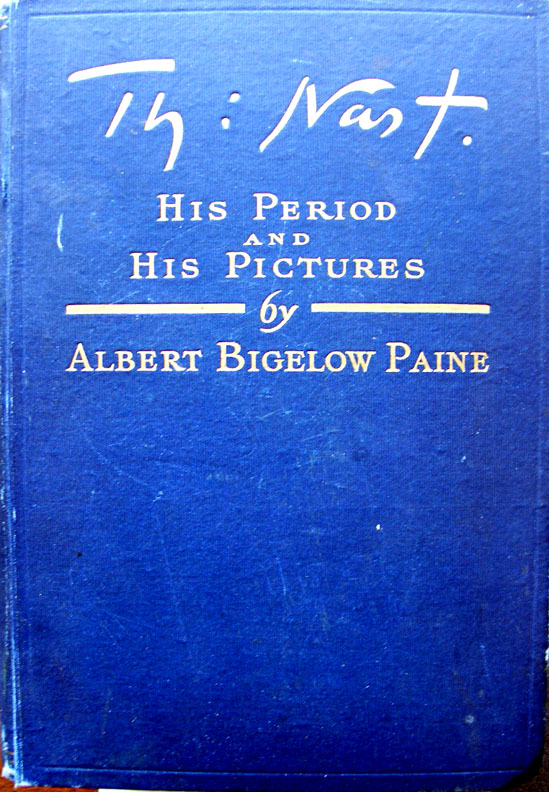 Th: Nast.
HIS PERIOD
AND
HIS PICTURES
by
ALBERT BIGELOW PAINE